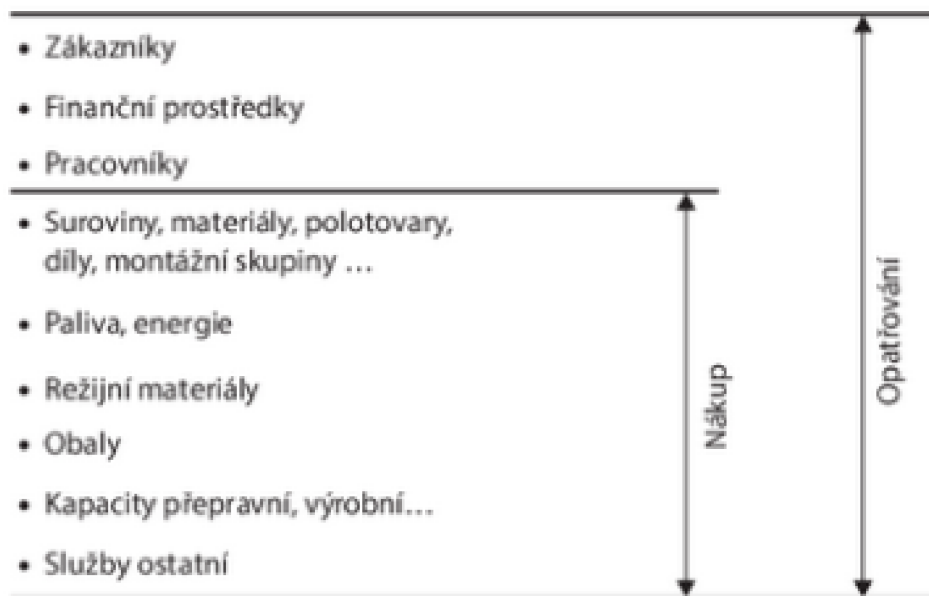 • Zákazníky
• Finanční prostředky
• Pracovníky
• Suroviny, materiály, polotovary,
díly, montážní skupiny ...
• Paliva, energie
• Režijní materiály
• Obaly
• Kapacity přepravní, výrobní...
• Služby ostatní
Nákup
Opatřování